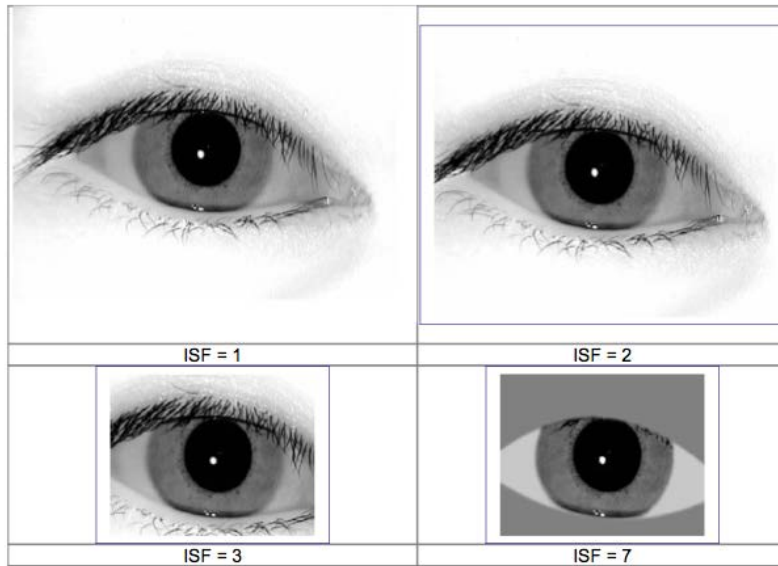 ISF = 1
ISF = 2
ISF = 3
ISF = 7